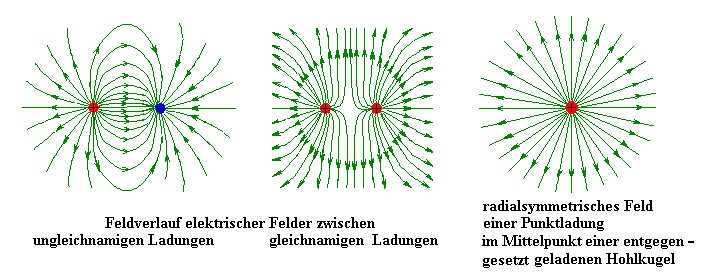 Feldverlauf elektrischer Felder zwischen
ungleichnamigen Ladungen
gleichnamigen Ladungen
radialsymmetrisches Feld
einer Punktladung
im Mittelpunkt einer entgegen –
gesetzt geladenen Hohlkugel